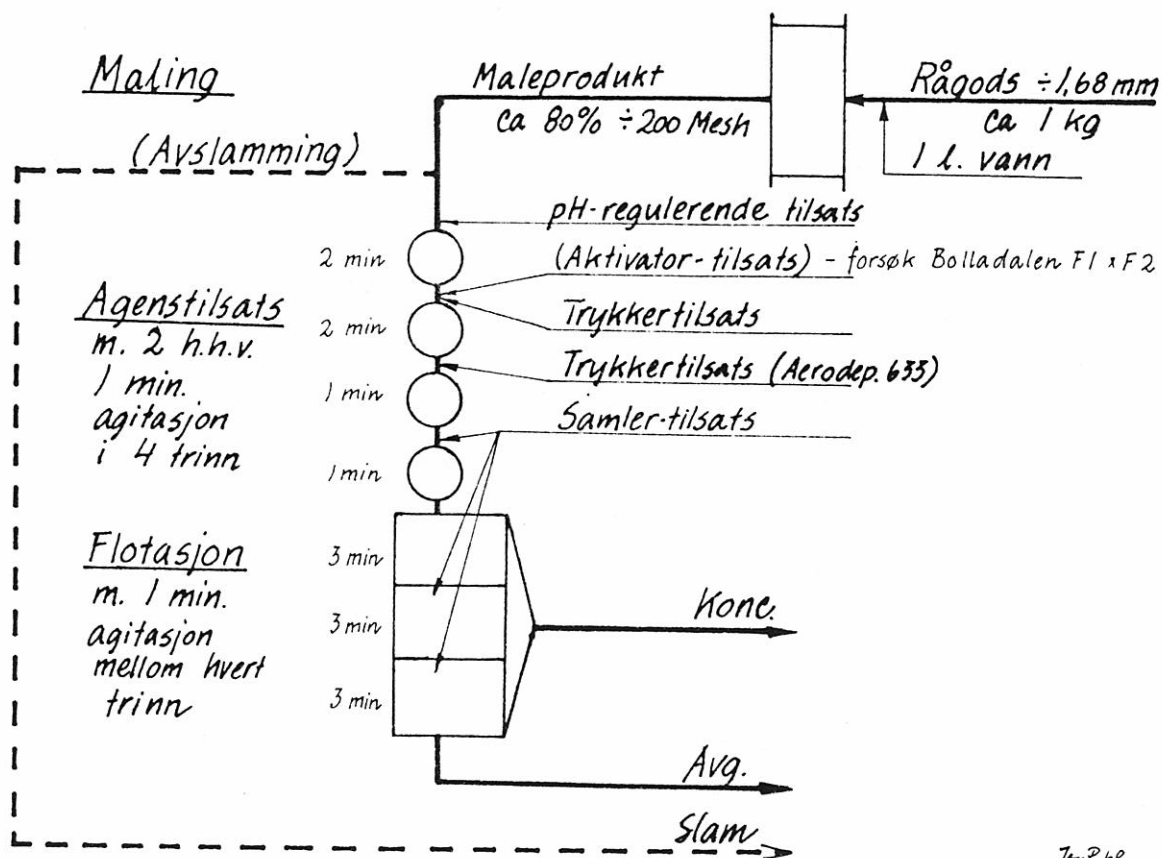 Maling
Maleprodukt
ca 80% ÷200 Mesh
Rågods ÷1,68 mm
ca 1 kg
1 l. vann
(Avslamming)
pH-regulerende tilsats
2 min
(Aktivator-tilsats) - forsøk Bolladalen F1 x F2
Agenstilsats
m. 2 h.h.v.
1 min.
agitasjon
i 4 trinn
2 min
Trykkertilsats
Trykkertilsats (Aerodep. 633)
1 min
Samler-tilsats
1 min
Flotasjon
m. 1 min.
agitasjon
mellom hvert
trinn
3 min
3 min
3 min
Konc.
Avg.
Slam